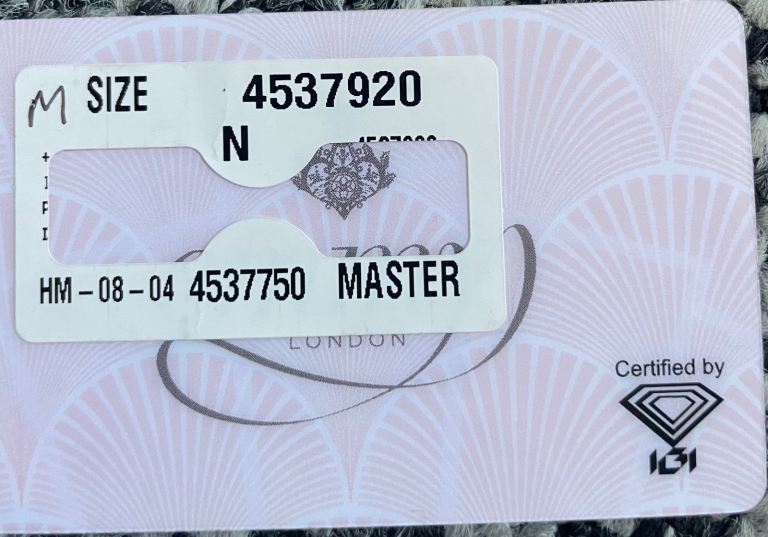 M SIZE 4537920
N
+
I
P
I
HM-08-04 4537750 MASTER
LONDON
Certified by
IGI